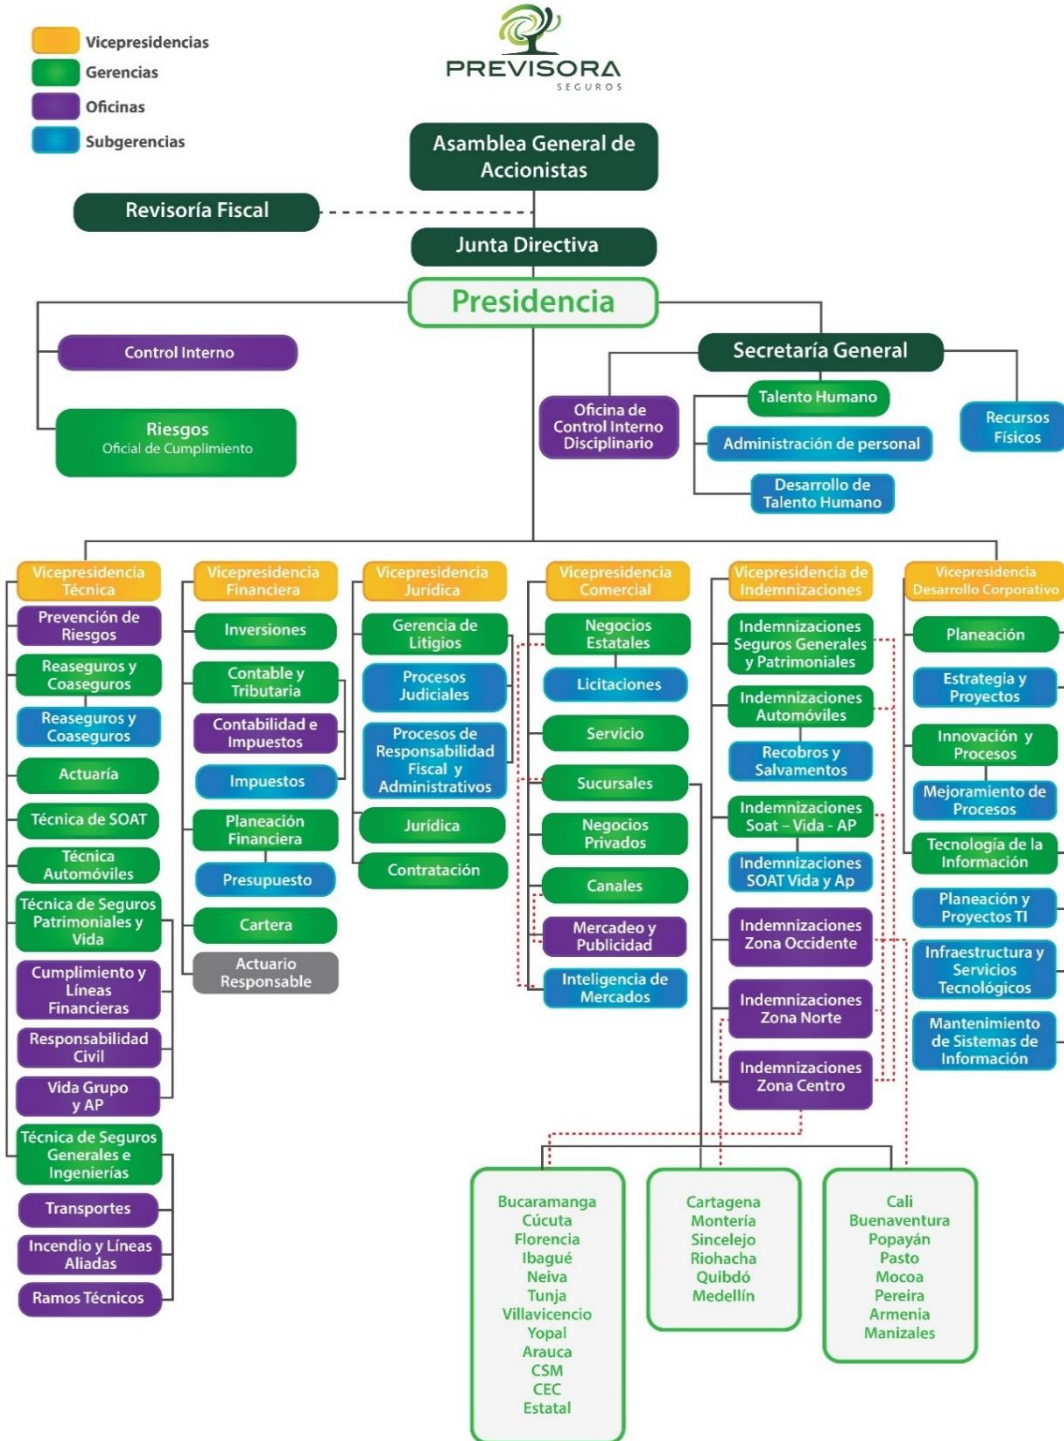 Vicepresidencias
Gerencias
Oficinas
Subgerencias
PREVISORA
SEGUROS
Asamblea General de
Accionistas
Revisoría Fiscal
Junta Directiva
Presidencia
Control Interno
Riesgos
Oficial de Cumplimiento
Secretaría General
Oficina de
Control Interno
Disciplinario
Talento Humano
Administración de personal
Desarrollo de
Talento Humano
Recursos
Físicos
Vicepresidencia
Técnica
Prevención de
Riesgos
Reaseguros y
Coaseguros
Reaseguros y
Coaseguros
Actuaría
Técnica de SOAT
Técnica
Automóviles
Técnica de Seguros
Patrimoniales y
Vida
Cumplimiento y
Líneas
Financieras
Responsabilidad
Civil
Vida Grupo
y AP
Técnica de Seguros
Generales e
Ingenierías
Transportes
Incendio y Líneas
Aliadas
Ramos Técnicos
Vicepresidencia
Financiera
Inversiones
Contable y
Tributaria
Contabilidad e
Impuestos
Impuestos
Planeación
Financiera
Presupuesto
Cartera
Actuario
Responsable
Vicepresidencia
Jurídica
Gerencia de
Litigios
Procesos
Judiciales
Procesos de
Responsabilidad
Fiscal y
Administrativos
Jurídica
Contratación
Vicepresidencia
Comercial
Negocios
Estatales
Licitaciones
Servicio
Sucursales
Negocios
Privados
Canales
Mercadeo y
Publicidad
Inteligencia de
Mercados
Vicepresidencia de
Indemnizaciones
Indemnizaciones
Seguros Generales
y Patrimoniales
Indemnizaciones
Automóviles
Recobros y
Salvamentos
Indemnizaciones
Soat – Vida - AP
Indemnizaciones
SOAT Vida y Ap
Indemnizaciones
Zona Occidente
Indemnizaciones
Zona Norte
Indemnizaciones
Zona Centro
Vicepresidencia
Desarrollo Corporativo
Planeación
Estrategia y
Proyectos
Innovación y
Procesos
Mejoramiento de
Procesos
Tecnología de la
Información
Planeación y
Proyectos TI
Infraestructura y
Servicios
Tecnológicos
Mantenimiento
de Sistemas de
Información
Bucaramanga
Cúcuta
Florencia
Ibagué
Neiva
Tunja
Villavicencio
Yopal
Arauca
CSM
CEC
Estatal
Cartagena
Montería
Sincelejo
Riohacha
Quibdó
Medellín
Cali
Buenaventura
Popayán
Pasto
Mocoa
Pereira
Armenia
Manizales